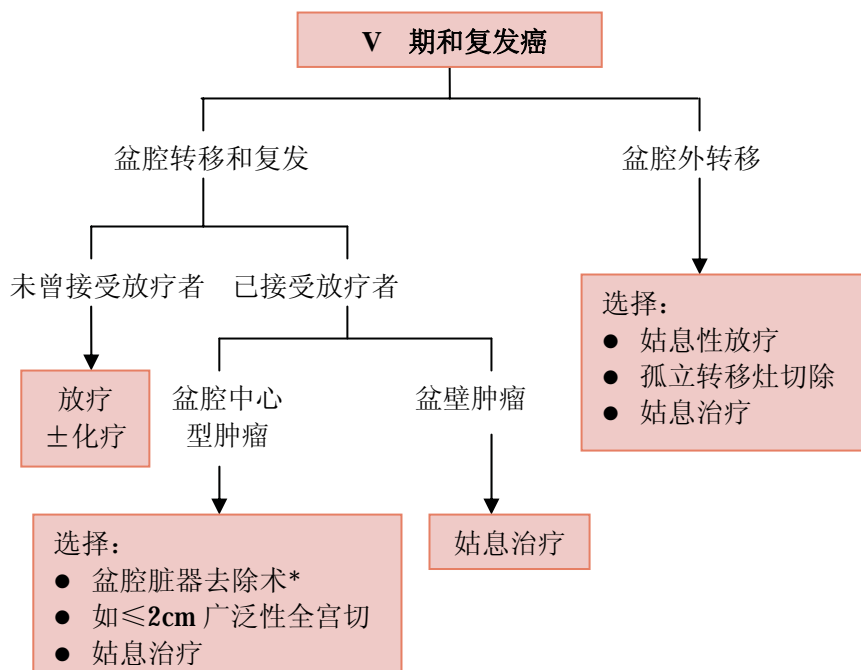 V 期和复发癌
盆腔转移和复发
盆腔外转移
未曾接受放疗者
已接受放疗者
选择：
● 姑息性放疗
● 孤立转移灶切除
● 姑息治疗
放疗
±化疗
盆腔中心
型肿瘤
盆壁肿瘤
姑息治疗
选择：
● 盆腔脏器去除术*
● 如≤2cm 广泛性全宫切
● 姑息治疗